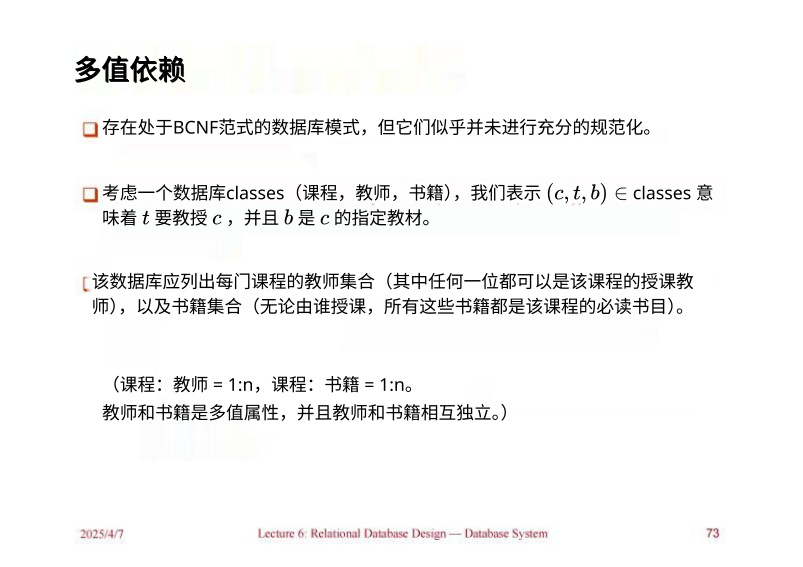 多值依赖
存在处于BCNF范式的数据库模式，但它们似乎并未进行充分的规范化。
考虑一个数据库classes（课程，教师，书籍），我们表示 (c, t, b) ∈ classes 意
味着 t 要教授 c ，并且 b 是 c 的指定教材。
该数据库应列出每门课程的教师集合（其中任何一位都可以是该课程的授课教
师），以及书籍集合（无论由谁授课，所有这些书籍都是该课程的必读书目）。
（课程：教师 = 1:n，课程：书籍 = 1:n。
教师和书籍是多值属性，并且教师和书籍相互独立。）
2025/4/7 Lecture 6: Relational Database Design — Database System 73